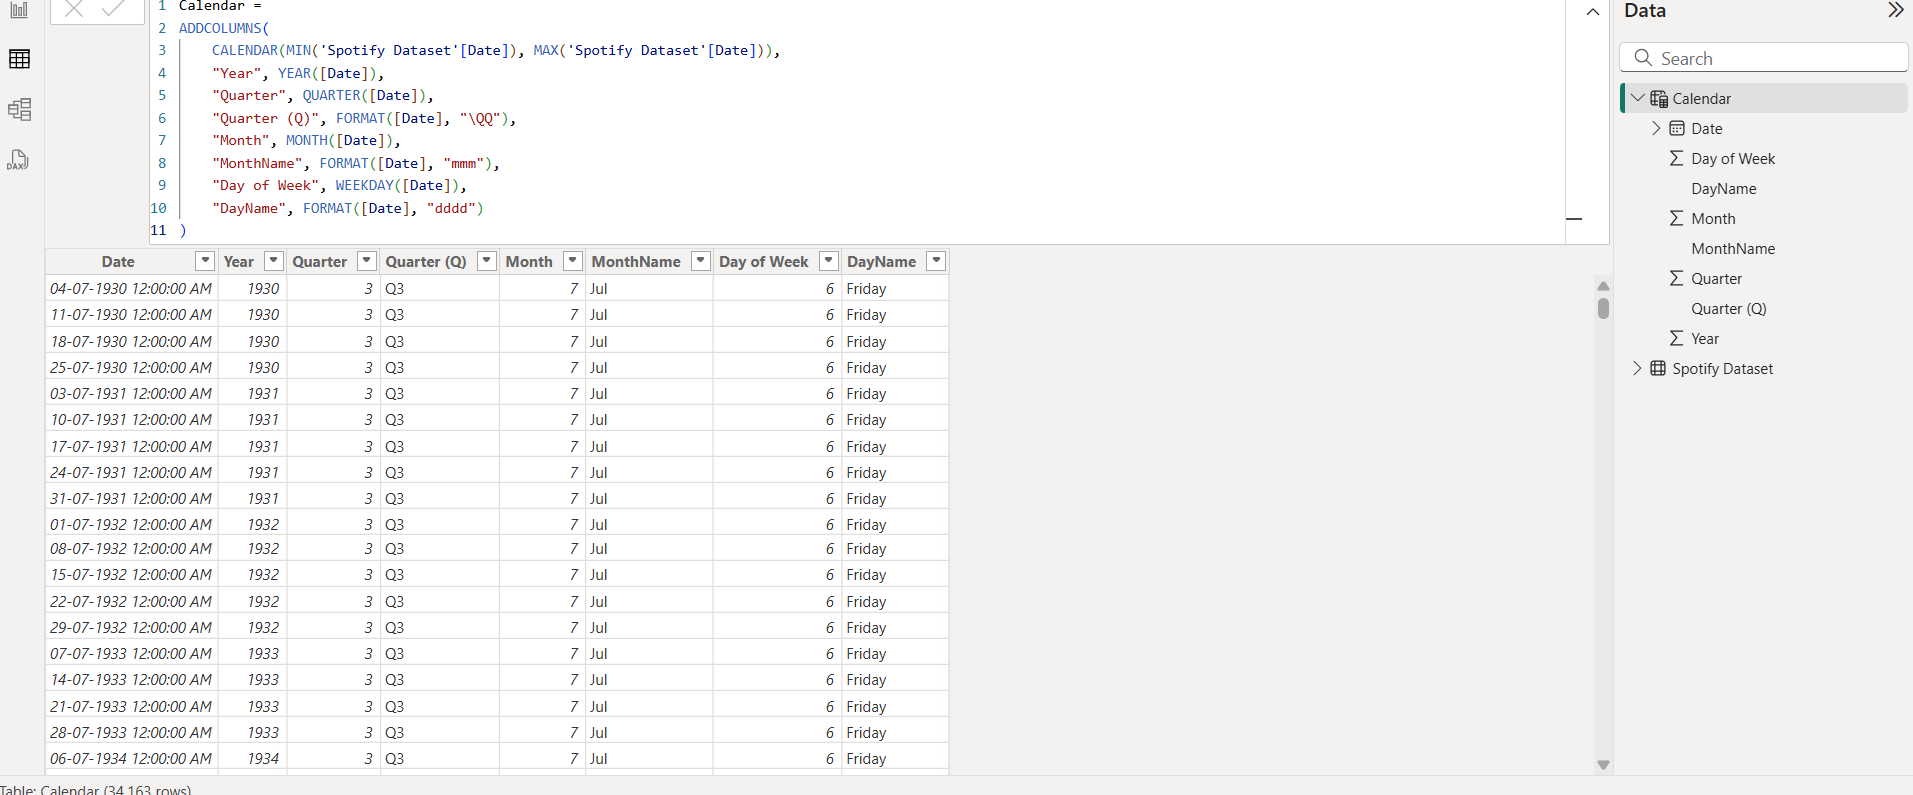 1 Calendar =
2 ADDCOLUMNS(
3 CALENDAR(MIN('Spotify Dataset'[Date]), MAX('Spotify Dataset'[Date])),
4 "Year", YEAR([Date]),
5 "Quarter", QUARTER([Date]),
6 "Quarter (Q)", FORMAT([Date], "\QQ"),
7 "Month", MONTH([Date]),
8 "MonthName", FORMAT([Date], "mmm"),
9 "Day of Week", WEEKDAY([Date]),
10 "DayName", FORMAT([Date], "dddd")
11 )
Date Year Quarter Quarter (Q) Month MonthName Day of Week DayName
04-07-1930 12:00:00 AM 1930 3 Q3 7 Jul 6 Friday
11-07-1930 12:00:00 AM 1930 3 Q3 7 Jul 6 Friday
18-07-1930 12:00:00 AM 1930 3 Q3 7 Jul 6 Friday
25-07-1930 12:00:00 AM 1930 3 Q3 7 Jul 6 Friday
03-07-1931 12:00:00 AM 1931 3 Q3 7 Jul 6 Friday
10-07-1931 12:00:00 AM 1931 3 Q3 7 Jul 6 Friday
17-07-1931 12:00:00 AM 1931 3 Q3 7 Jul 6 Friday
24-07-1931 12:00:00 AM 1931 3 Q3 7 Jul 6 Friday
31-07-1931 12:00:00 AM 1931 3 Q3 7 Jul 6 Friday
01-07-1932 12:00:00 AM 1932 3 Q3 7 Jul 6 Friday
08-07-1932 12:00:00 AM 1932 3 Q3 7 Jul 6 Friday
15-07-1932 12:00:00 AM 1932 3 Q3 7 Jul 6 Friday
22-07-1932 12:00:00 AM 1932 3 Q3 7 Jul 6 Friday
29-07-1932 12:00:00 AM 1932 3 Q3 7 Jul 6 Friday
07-07-1933 12:00:00 AM 1933 3 Q3 7 Jul 6 Friday
14-07-1933 12:00:00 AM 1933 3 Q3 7 Jul 6 Friday
21-07-1933 12:00:00 AM 1933 3 Q3 7 Jul 6 Friday
28-07-1933 12:00:00 AM 1933 3 Q3 7 Jul 6 Friday
06-07-1934 12:00:00 AM 1934 3 Q3 7 Jul 6 Friday
Table: Calendar (34,163 rows)
DAX
Data
Search
Calendar
Date
Day of Week
DayName
Month
MonthName
Quarter
Quarter (Q)
Year
Spotify Dataset